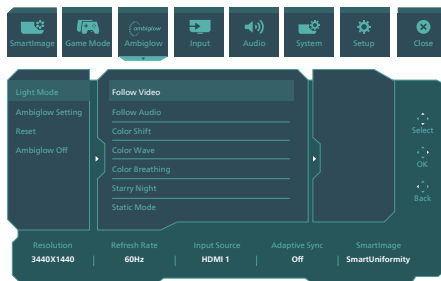 ambiglow
SmartImage Game Mode Ambiglow Input Audio System Setup Close
Light Mode
Ambiglow Setting
Reset
Ambiglow Off
Follow Video
Follow Audio
Color Shift
Color Wave
Color Breathing
Starry Night
Static Mode
Select
OK
Back
Resolution Refresh Rate Input Source Adaptive Sync SmartImage
3440X1440 | 60Hz | HDMI 1 | Off | SmartUniformity